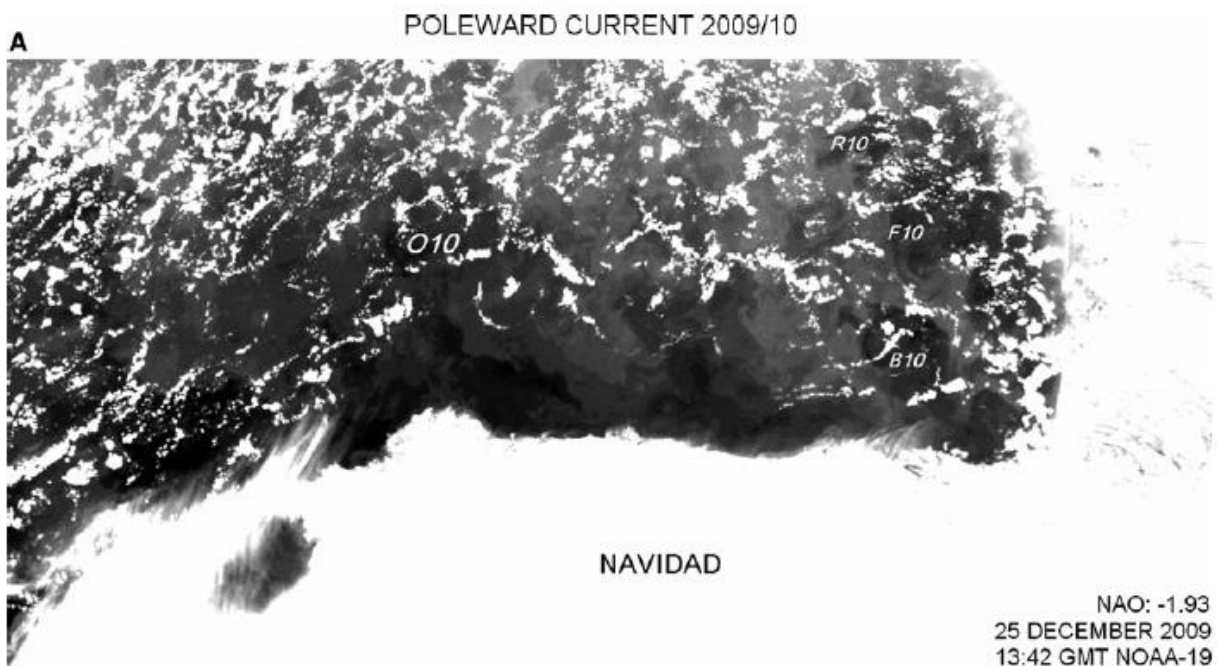 POLEWARD CURRENT 2009/10
A
R10
F10
O10
B10
NAVIDAD
NAO: -1.93
25 DECEMBER 2009
13:42 GMT NOAA-19